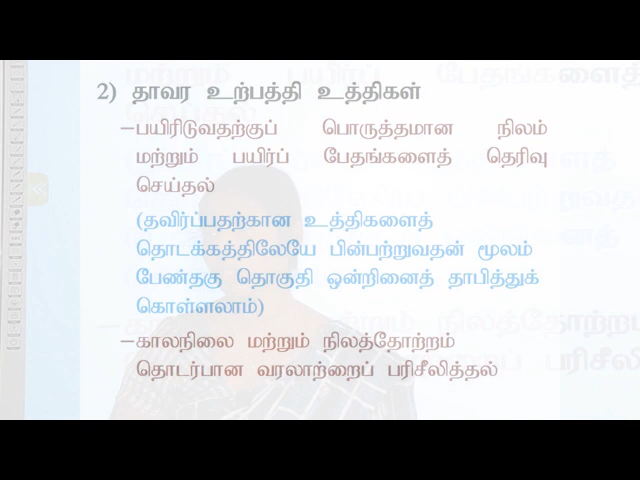 2) தாவர உற்பத்தி உத்திகள்
–பயிரிடுவதற்குப் பொருத்தமான நிலம்
மற்றும் பயிர்ப் பேதங்களைத் தெரிவு
செய்தல்
(தவிர்ப்பதற்கான உத்திகளைத்
தொடக்கத்திலேயே பின்பற்றுவதன் மூலம்
பேண்தகு தொகுதி ஒன்றினைத் தாபித்துக்
கொள்ளலாம்)
–காலநிலை மற்றும் நிலத்தோற்றம்
தொடர்பான வரலாற்றைப் பரிசீலித்தல்